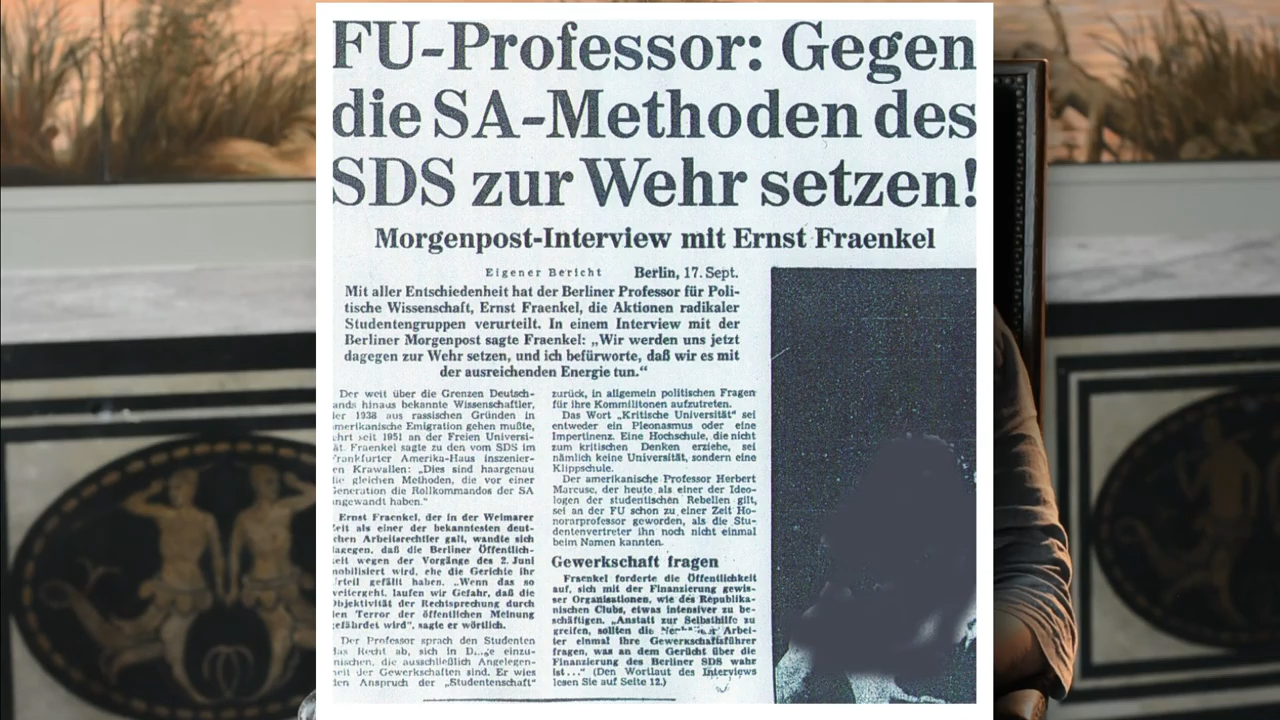 FU-Professor: Gegen
die SA-Methoden des
SDS zur Wehr setzen!
Morgenpost-Interview mit Ernst Fraenkel
Eigener Bericht Berlin, 17. Sept.
Mit aller Entschiedenheit hat der Berliner Professor für Poli-
tische Wissenschaft, Ernst Fraenkel, die Aktionen radikaler
Studentengruppen verurteilt. In einem Interview mit der
Berliner Morgenpost sagte Fraenkel: „Wir werden uns jetzt
dagegen zur Wehr setzen, und ich befürworte, daß wir es mit
der ausreichenden Energie tun.“
Der weit über die Grenzen Deutsch-
ands hinaus bekannte Wissenschaftler,
der 1938 aus rassischen Gründen in
amerikanische Emigration gehen mußte,
ehrt seit 1951 an der Freien Universi-
ät. Fraenkel sagte zu den vom SDS im
Frankfurter Amerika-Haus inszenier-
en Krawallen: „Dies sind haargenau
die gleichen Methoden, die vor einer
Generation die Rollkommandos der SA
angewandt haben.“
Ernst Fraenkel, der in der Weimarer
Zeit als einer der bekanntesten deut-
chen Arbeitsrechtler galt, wandte sich
dagegen, daß die Berliner Öffentlich-
eit wegen der Vorgänge des 2. Juni
mobilisiert wird, ehe die Gerichte ihr
Urteil gefällt haben. „Wenn das so
weitergeht, laufen wir Gefahr, daß die
Objektivität der Rechtsprechung durch
den Terror der öffentlichen Meinung
gefährdet wird“, sagte er wörtlich.
Der Professor sprach den Studenten
das Recht ab, sich in einzu-
mischen, die ausschließlich Angelegen-
heit der Gewerkschaften sind. Er wies
den Anspruch der „Studentenschaft“
zurück, in allgemein politischen Fragen
für ihre Kommilitonen aufzutreten.
Das Wort „Kritische Universität“ sei
entweder ein Pleonasmus oder eine
Impertinenz. Eine Hochschule, die nicht
zum kritischen Denken erziehe, sei
nämlich keine Universität, sondern eine
Klippschule.
Der amerikanische Professor Herbert
Marcuse, der heute als einer der Ideo-
logen der studentischen Rebellen gilt,
sei an der FU schon zu einer Zeit Ho-
norarprofessor geworden, als die Stu-
dentenvertreter ihn noch nicht einmal
beim Namen kannten.
Gewerkschaft fragen
Fraenkel forderte die Öffentlichkeit
auf, sich mit der Finanzierung gewis-
ser Organisationen, wie des Republika-
nischen Clubs, etwas intensiver zu be-
schäftigen. „Anstatt zur Selbsthilfe zu
greifen, sollten die Arbei-
ter einmal ihre Gewerkschaftsführer
fragen, was an dem Gerücht über die
Finanzierung des Berliner SDS wahr
ist...“ (Den Wortlaut des Interviews
lesen Sie auf Seite 12.)